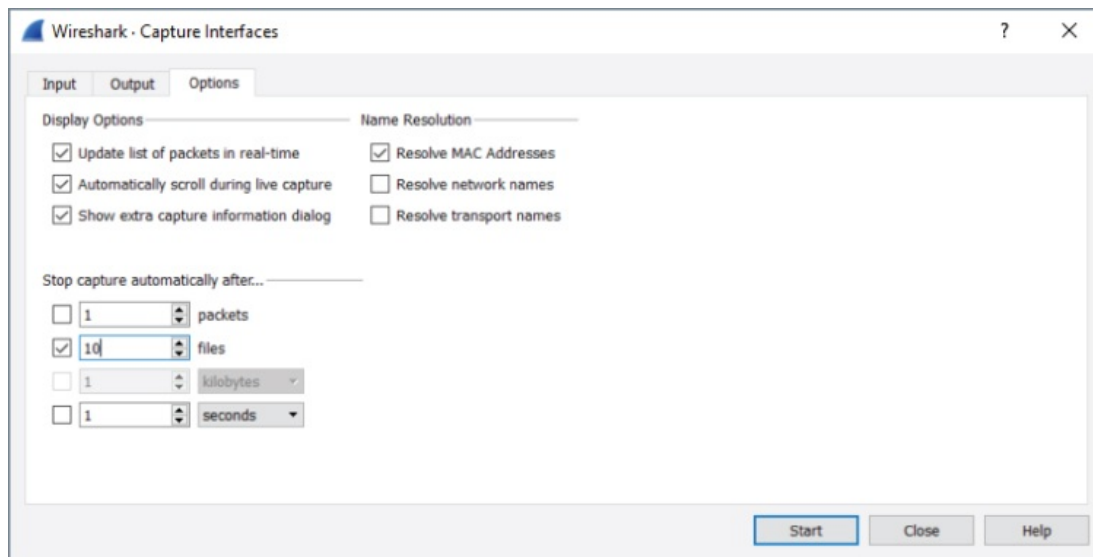 Wireshark · Capture Interfaces
?
Input Output Options
Display Options
Update list of packets in real-time
Automatically scroll during live capture
Show extra capture information dialog
Name Resolution
Resolve MAC Addresses
Resolve network names
Resolve transport names
Stop capture automatically after...
1 packets
10 files
1 kilobytes
1 seconds
Start Close Help